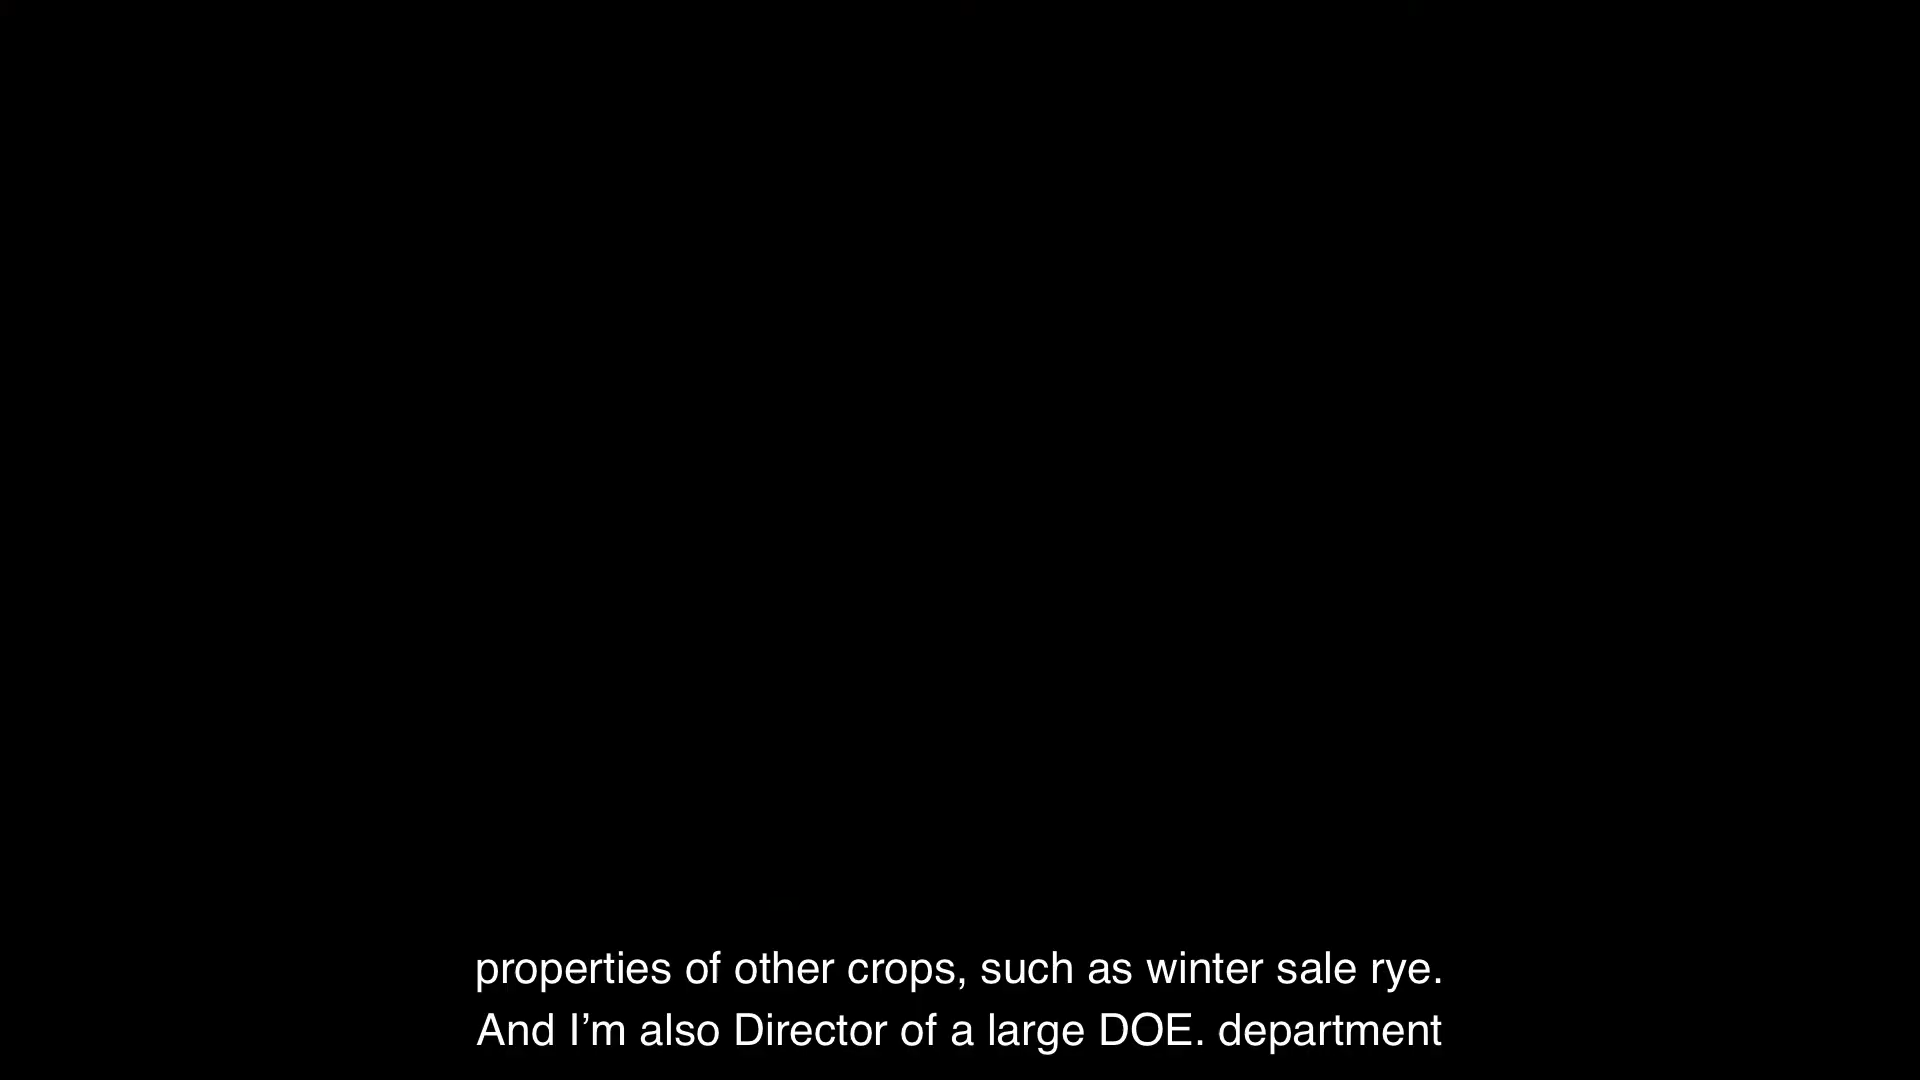 properties of other crops, such as winter sale rye.
And I’m also Director of a large DOE. department